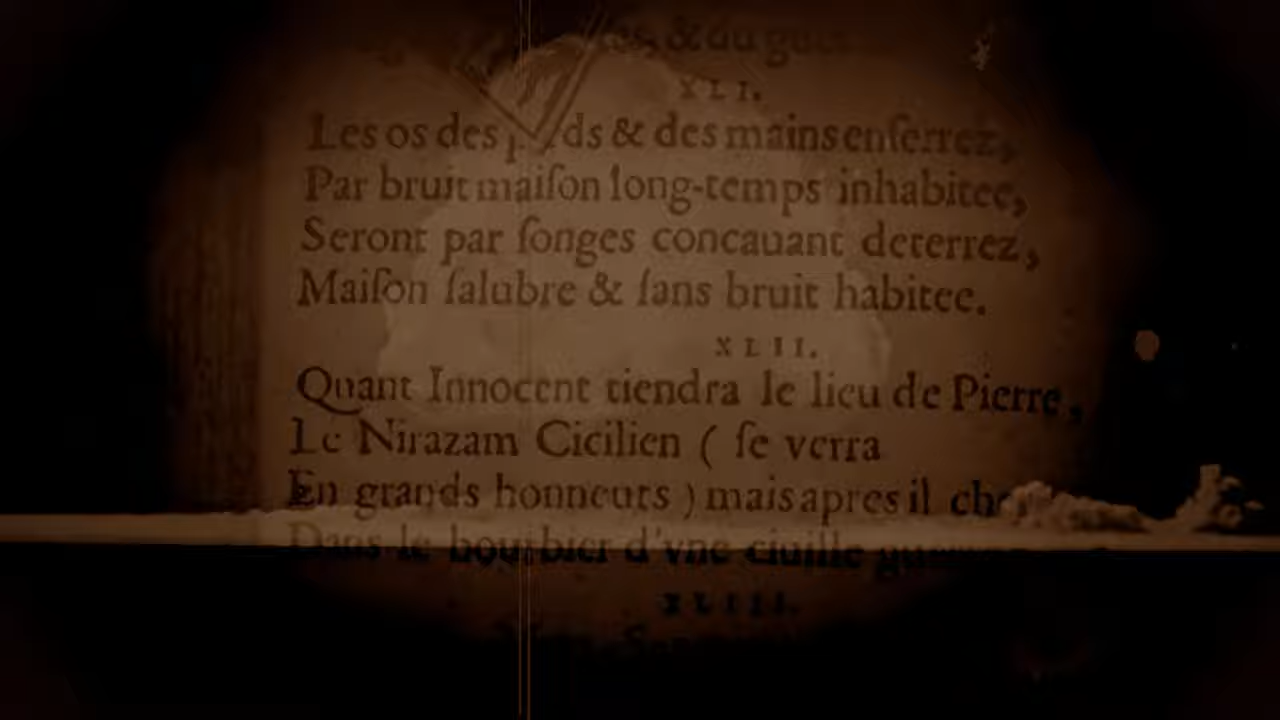 & du
XLI.
Les os des & des mains enferrez,
Par bruit maiſon long-temps inhabitee,
Seront par ſonges concauant deterrez,
Maiſon ſalubre & ſans bruit habitee.
XLII.
Quant Innocent tiendra le lieu de Pierre,
Le Nirazam Cicilien ( ſe verra
En grands honneurs ) mais apres il
Dans le bourbier d'vne ciuille
XLIII.